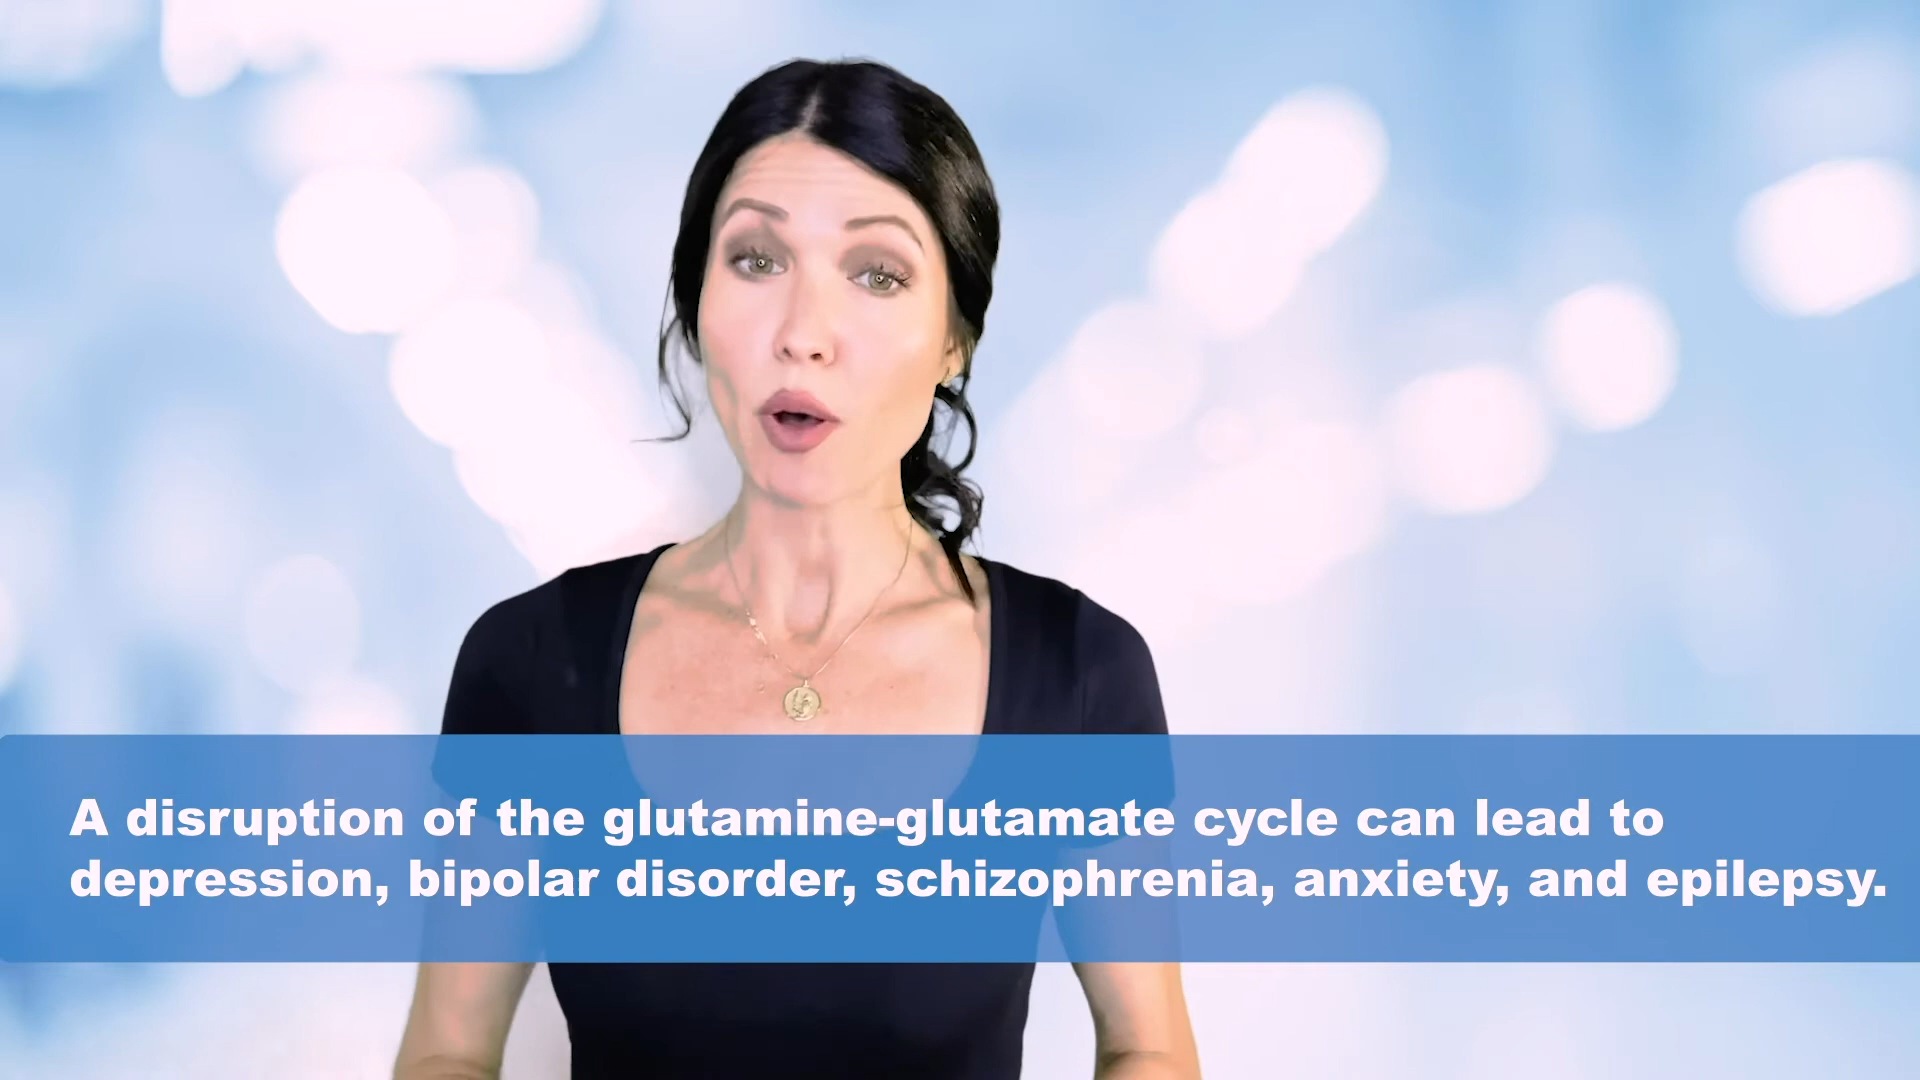 A disruption of the glutamine-glutamate cycle can lead to
depression, bipolar disorder, schizophrenia, anxiety, and epilepsy.